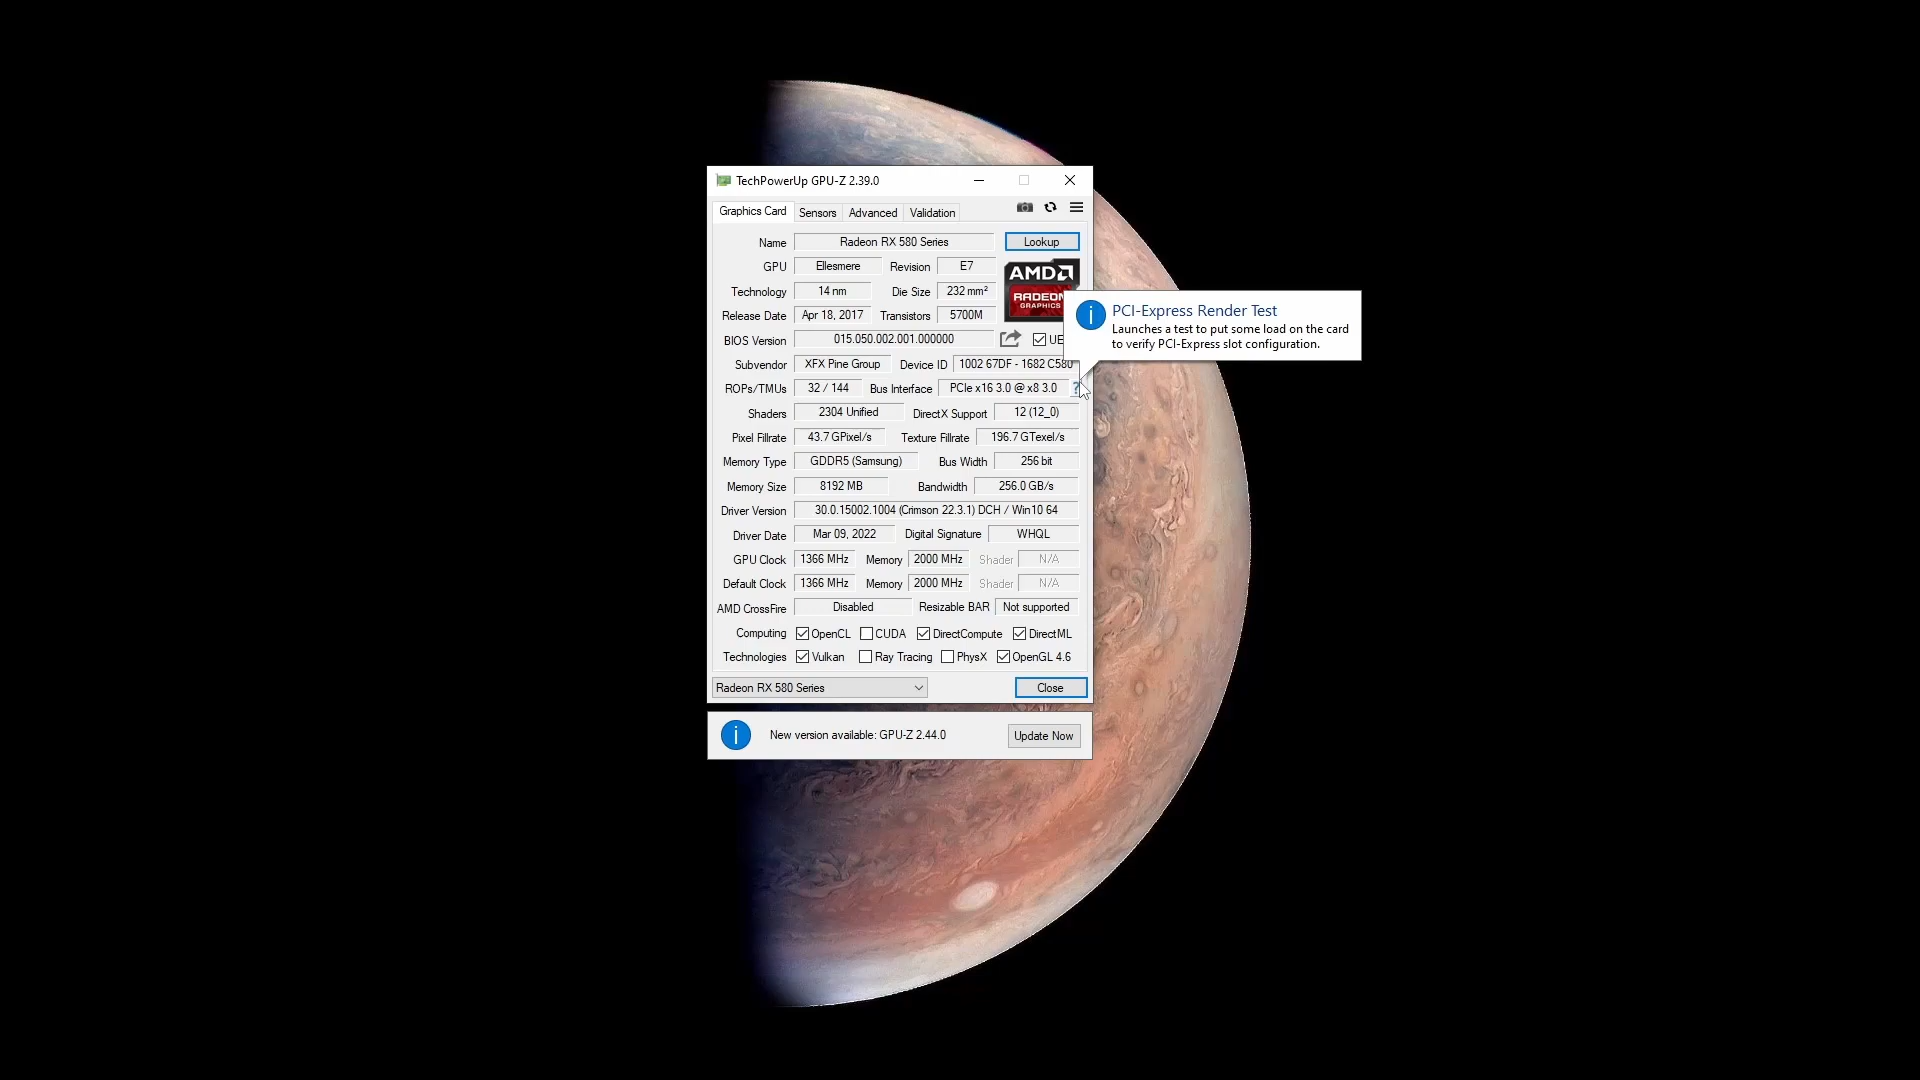 TechPowerUp GPU-Z 2.39.0
Graphics Card Sensors Advanced Validation
Name Radeon RX 580 Series Lookup
GPU Ellesmere Revision E7
AMD
RADEON
GRAPHICS
Technology 14 nm Die Size 232 mm²
Release Date Apr 18, 2017 Transistors 5700M
BIOS Version 015.050.002.001.000000 UE
Subvendor XFX Pine Group Device ID 1002 67DF - 1682 C580
ROPs/TMUs 32 / 144 Bus Interface PCIe x16 3.0 @ x8 3.0 ?
Shaders 2304 Unified DirectX Support 12 (12_0)
Pixel Fillrate 43.7 GPixel/s Texture Fillrate 196.7 GTexel/s
Memory Type GDDR5 (Samsung) Bus Width 256 bit
Memory Size 8192 MB Bandwidth 256.0 GB/s
Driver Version 30.0.15002.1004 (Crimson 22.3.1) DCH / Win10 64
Driver Date Mar 09, 2022 Digital Signature WHQL
GPU Clock 1366 MHz Memory 2000 MHz Shader N/A
Default Clock 1366 MHz Memory 2000 MHz Shader N/A
AMD CrossFire Disabled Resizable BAR Not supported
Computing OpenCL CUDA DirectCompute DirectML
Technologies Vulkan Ray Tracing PhysX OpenGL 4.6
Radeon RX 580 Series Close
New version available: GPU-Z 2.44.0 Update Now
PCI-Express Render Test
Launches a test to put some load on the card
to verify PCI-Express slot configuration.